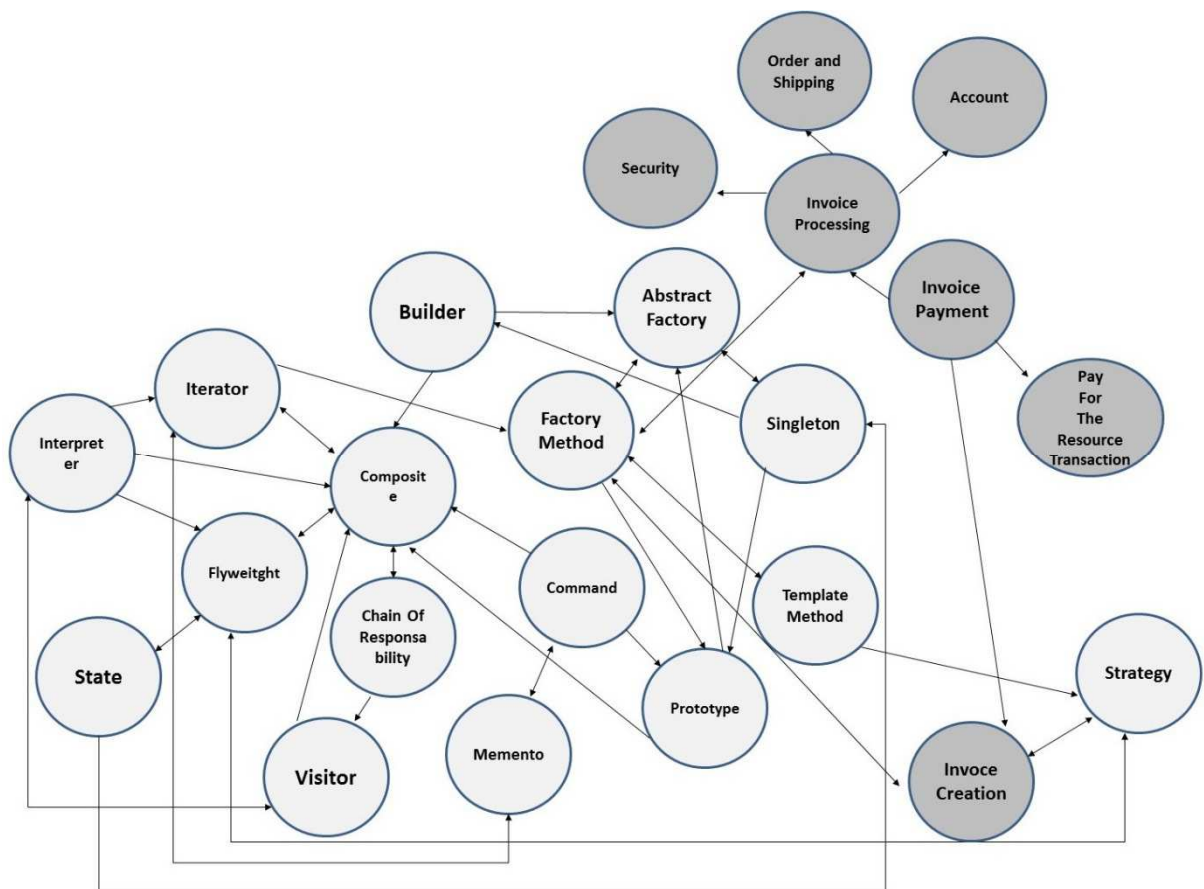 Order and
Shipping
Account
Security
Invoice
Processing
Invoice
Payment
Abstract
Factory
Builder
Iterator
Pay
For
The
Resource
Transaction
Factory
Method
Singleton
Interpret
er
Composit
e
Flyweitght
Command
Template
Method
Chain Of
Responsa
bility
State
Strategy
Prototype
Memento
Visitor
Invoce
Creation